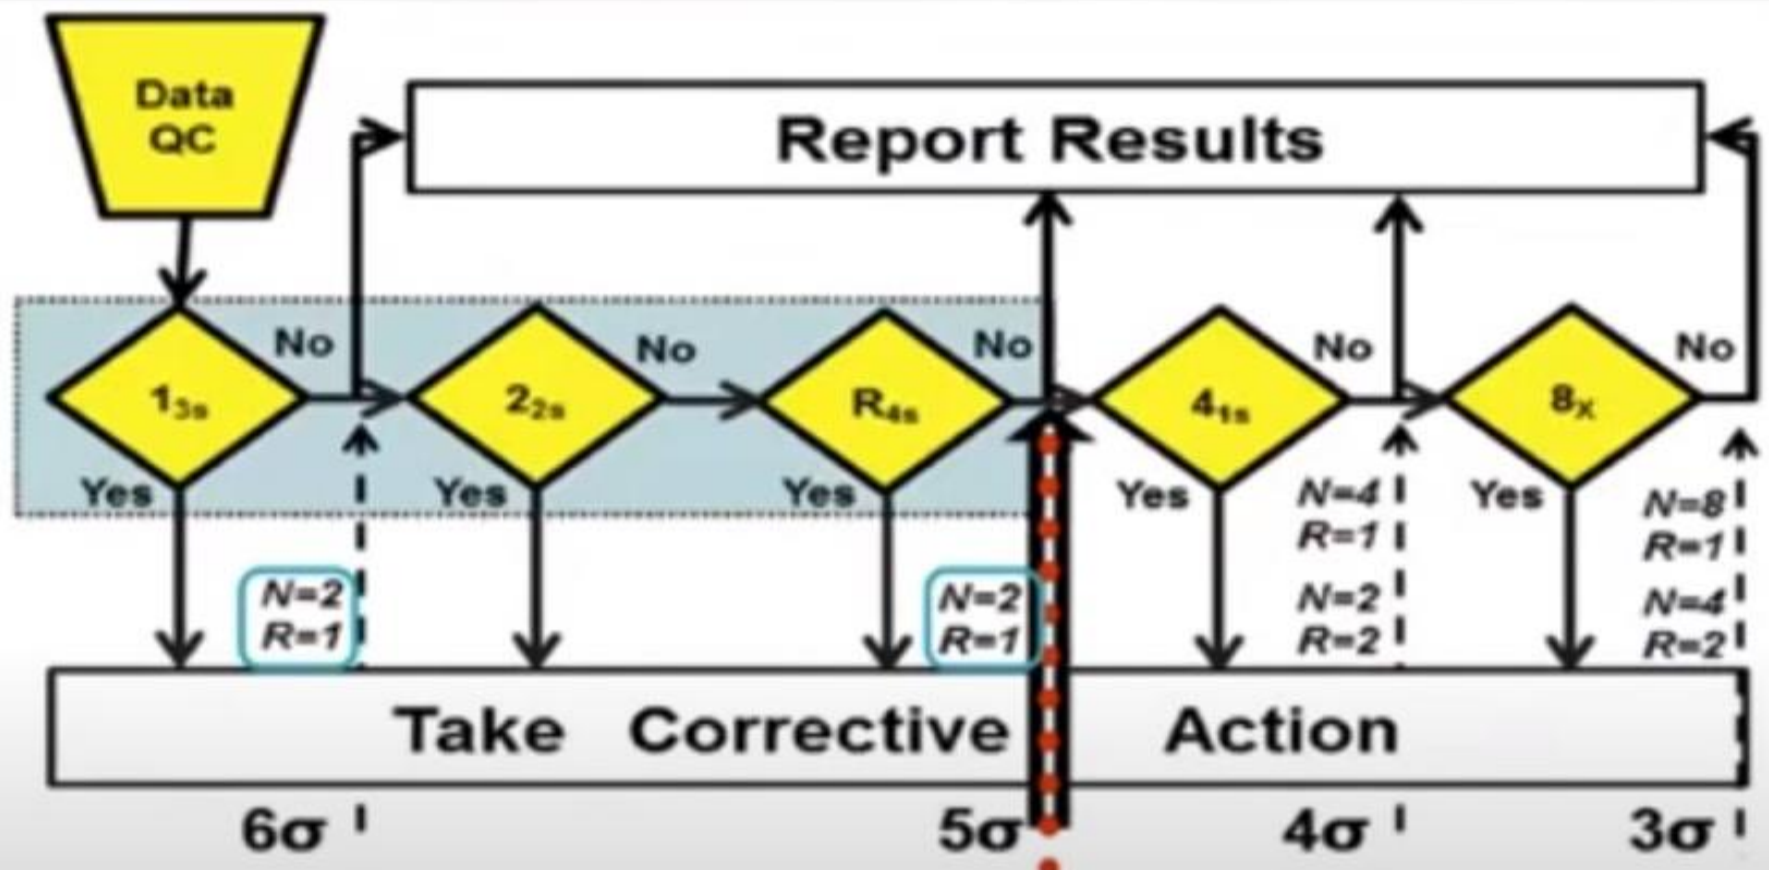 Data
QC
Report Results
No
No
No
No
No
1₃s
2₂s
R₄s
4₁s
8ₓ
Yes
Yes
Yes
Yes
Yes
N=2
R=1
N=2
R=1
N=4
R=1
N=2
R=2
N=8
R=1
N=4
R=2
Take Corrective Action
6σ
5σ
4σ
3σ